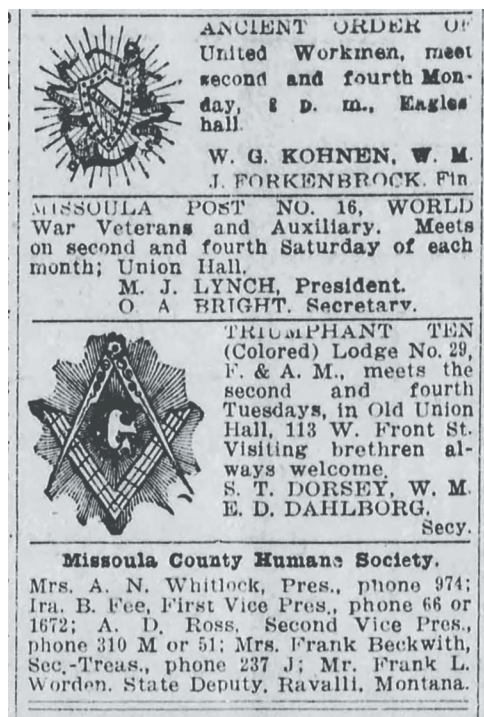 ANCIENT ORDER OF
United Workmen, meet
second and fourth Mon-
day, 8 p. m., Eagles
hall.
W. G. KOHNEN, W. M.
J. FORKENBROCK, Fin
MISSOULA POST NO. 16, WORLD
War Veterans and Auxiliary. Meets
on second and fourth Saturday of each
month; Union Hall.
M. J. LYNCH, President.
O. A BRIGHT, Secretary.
TRIUMPHANT TEN
(Colored) Lodge No. 29,
F. & A. M., meets the
second and fourth
Tuesdays, in Old Union
Hall, 113 W. Front St.
Visiting brethren al-
ways welcome.
S. T. DORSEY, W. M.
E. D. DAHLBORG,
Secy.
G
Missoula County Humane Society.
Mrs. A. N. Whitlock, Pres., phone 974;
Ira. B. Fee, First Vice Pres., phone 66 or
1672; A. D. Ross, Second Vice Pres.,
phone 310 M or 51; Mrs. Frank Beckwith,
Sec.-Treas., phone 237 J; Mr. Frank L.
Worden, State Deputy, Ravalli, Montana.